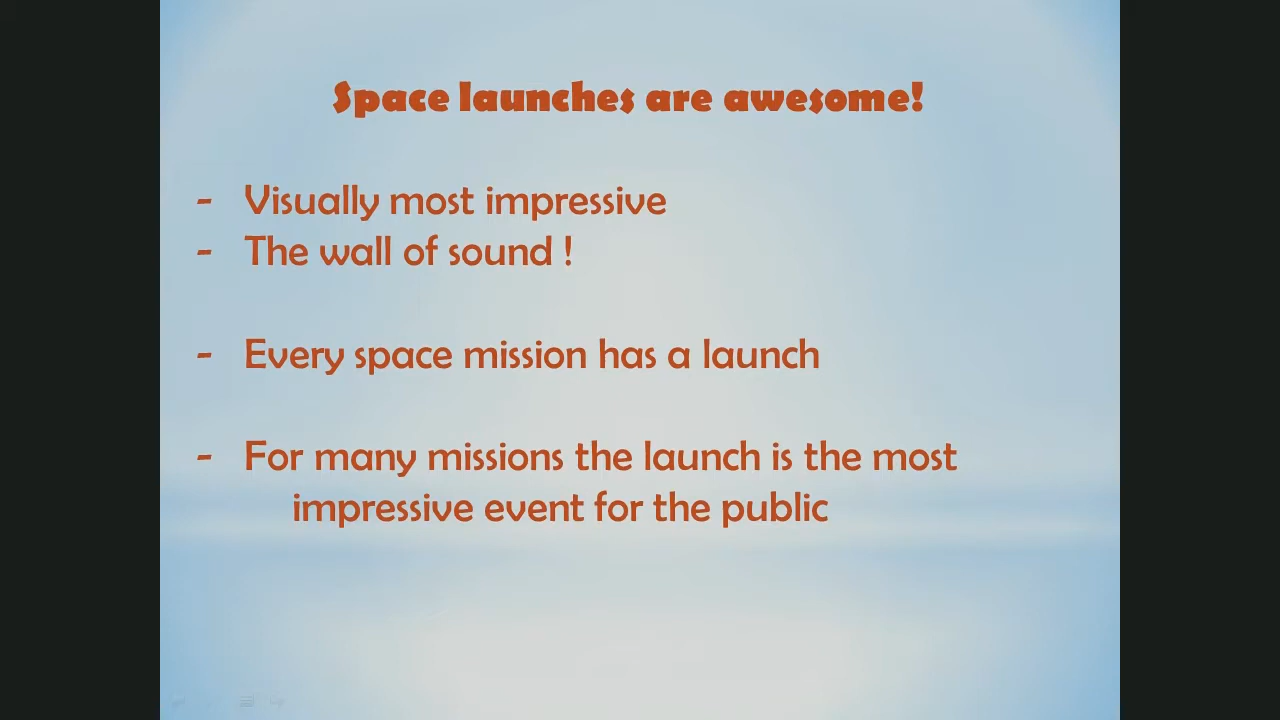 Space launches are awesome!
- Visually most impressive
- The wall of sound !
- Every space mission has a launch
- For many missions the launch is the most
impressive event for the public